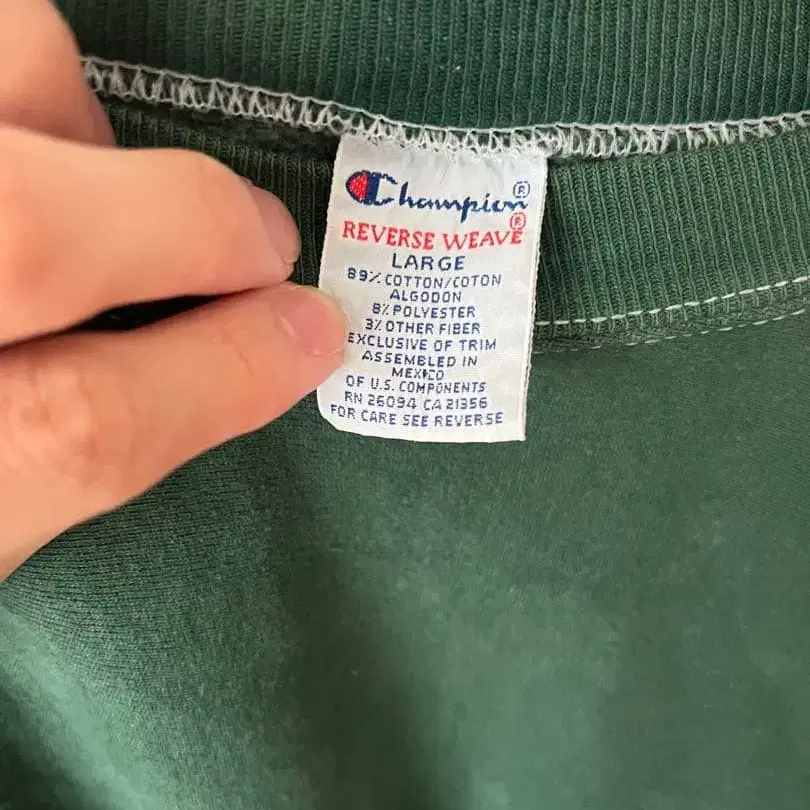 Champion®
REVERSE WEAVE®
LARGE
89% COTTON/COTON
ALGODON
8% POLYESTER
3% OTHER FIBER
EXCLUSIVE OF TRIM
ASSEMBLED IN
MEXICO
OF U.S. COMPONENTS
RN 26094 CA 21356
FOR CARE SEE REVERSE